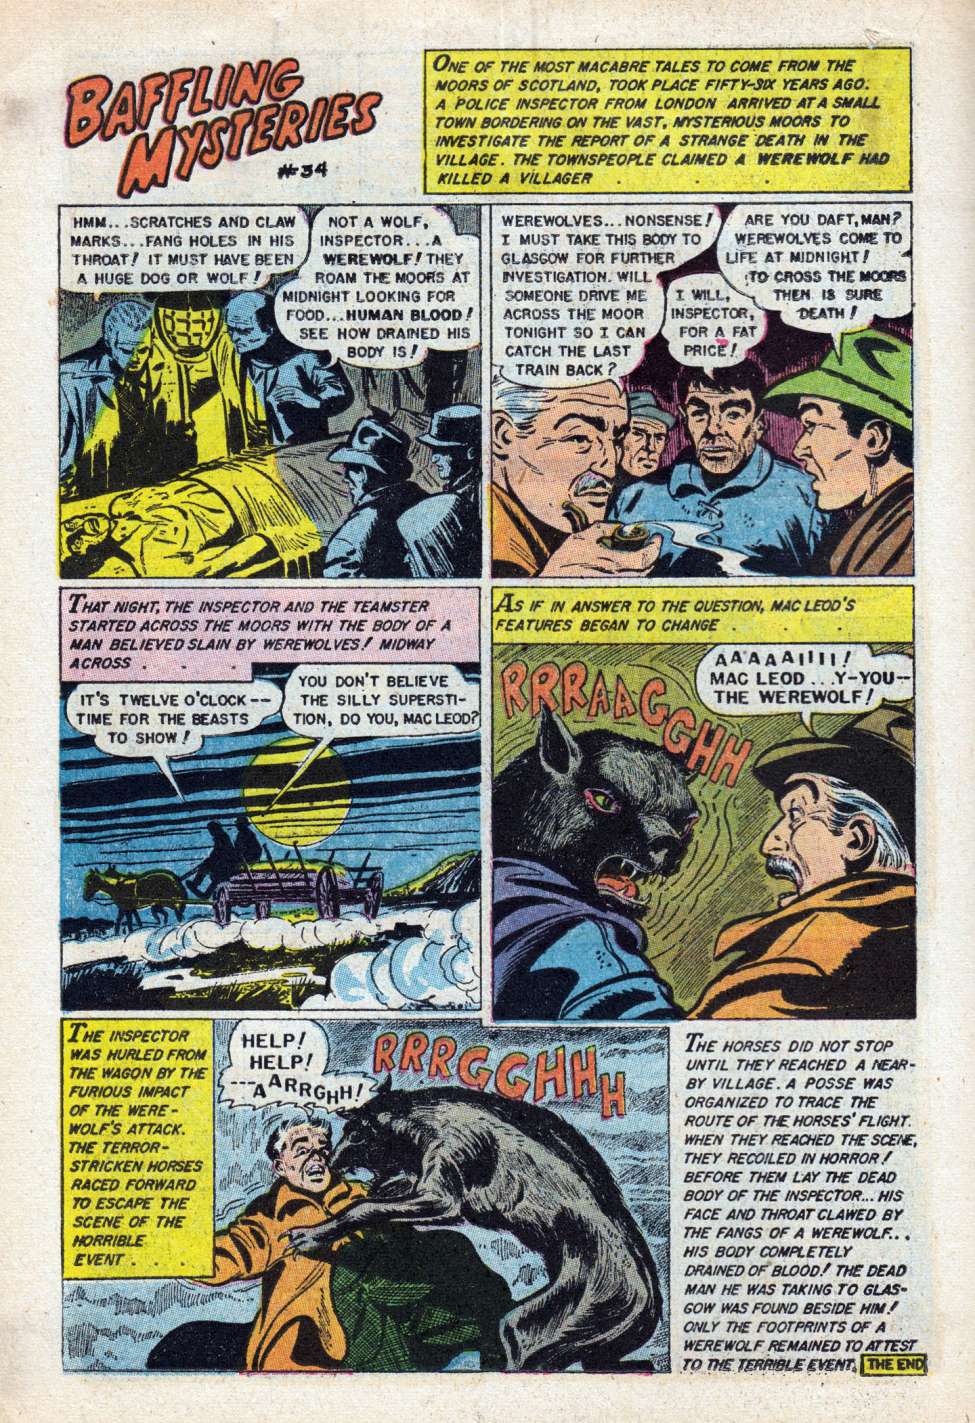 BAFFLING
MYSTERIES
#34
ONE OF THE MOST MACABRE TALES TO COME FROM THE
MOORS OF SCOTLAND, TOOK PLACE FIFTY-SIX YEARS AGO.
A POLICE INSPECTOR FROM LONDON ARRIVED AT A SMALL
TOWN BORDERING ON THE VAST, MYSTERIOUS MOORS TO
INVESTIGATE THE REPORT OF A STRANGE DEATH IN THE
VILLAGE. THE TOWNSPEOPLE CLAIMED A WEREWOLF HAD
KILLED A VILLAGER . . .
HMM...SCRATCHES AND CLAW
MARKS...FANG HOLES IN HIS
THROAT! IT MUST HAVE BEEN
A HUGE DOG OR WOLF!
NOT A WOLF,
INSPECTOR...A
WEREWOLF! THEY
ROAM THE MOORS AT
MIDNIGHT LOOKING FOR
FOOD...HUMAN BLOOD!
SEE HOW DRAINED HIS
BODY IS!
WEREWOLVES...NONSENSE!
I MUST TAKE THIS BODY TO
GLASGOW FOR FURTHER
INVESTIGATION. WILL
SOMEONE DRIVE ME
ACROSS THE MOOR
TONIGHT SO I CAN
CATCH THE LAST
TRAIN BACK?
I WILL,
INSPECTOR,
FOR A FAT
PRICE!
ARE YOU DAFT, MAN?
WEREWOLVES COME TO
LIFE AT MIDNIGHT!
TO CROSS THE MOORS
THEN IS SURE
DEATH!
THAT NIGHT, THE INSPECTOR AND THE TEAMSTER
STARTED ACROSS THE MOORS WITH THE BODY OF A
MAN BELIEVED SLAIN BY WEREWOLVES! MIDWAY
ACROSS . . .
IT'S TWELVE O'CLOCK--
TIME FOR THE BEASTS
TO SHOW!
YOU DON'T BELIEVE
THE SILLY SUPERSTI-
TION, DO YOU, MACLEOD?
AS IF IN ANSWER TO THE QUESTION, MAC LEOD'S
FEATURES BEGAN TO CHANGE . . . .
RRRAAGGHH
AAAAAIIII!
MAC LEOD...Y-YOU--
THE WEREWOLF!
THE INSPECTOR
WAS HURLED FROM
THE WAGON BY THE
FURIOUS IMPACT
OF THE WERE-
WOLF'S ATTACK.
THE TERROR-
STRICKEN HORSES
RACED FORWARD
TO ESCAPE THE
SCENE OF THE
HORRIBLE
EVENT . . . .
HELP!
HELP!
---AARRGHH!
RRRGGHHHH
THE HORSES DID NOT STOP
UNTIL THEY REACHED A NEAR-
BY VILLAGE. A POSSE WAS
ORGANIZED TO TRACE THE
ROUTE OF THE HORSES' FLIGHT.
WHEN THEY REACHED THE SCENE,
THEY RECOILED IN HORROR!
BEFORE THEM LAY THE DEAD
BODY OF THE INSPECTOR... HIS
FACE AND THROAT CLAWED BY
THE FANGS OF A WEREWOLF...
HIS BODY COMPLETELY
DRAINED OF BLOOD! THE DEAD
MAN HE WAS TAKING TO GLAS-
GOW WAS FOUND BESIDE HIM!
ONLY THE FOOTPRINTS OF A
WEREWOLF REMAINED TO ATTEST
TO THE TERRIBLE EVENT. THE END